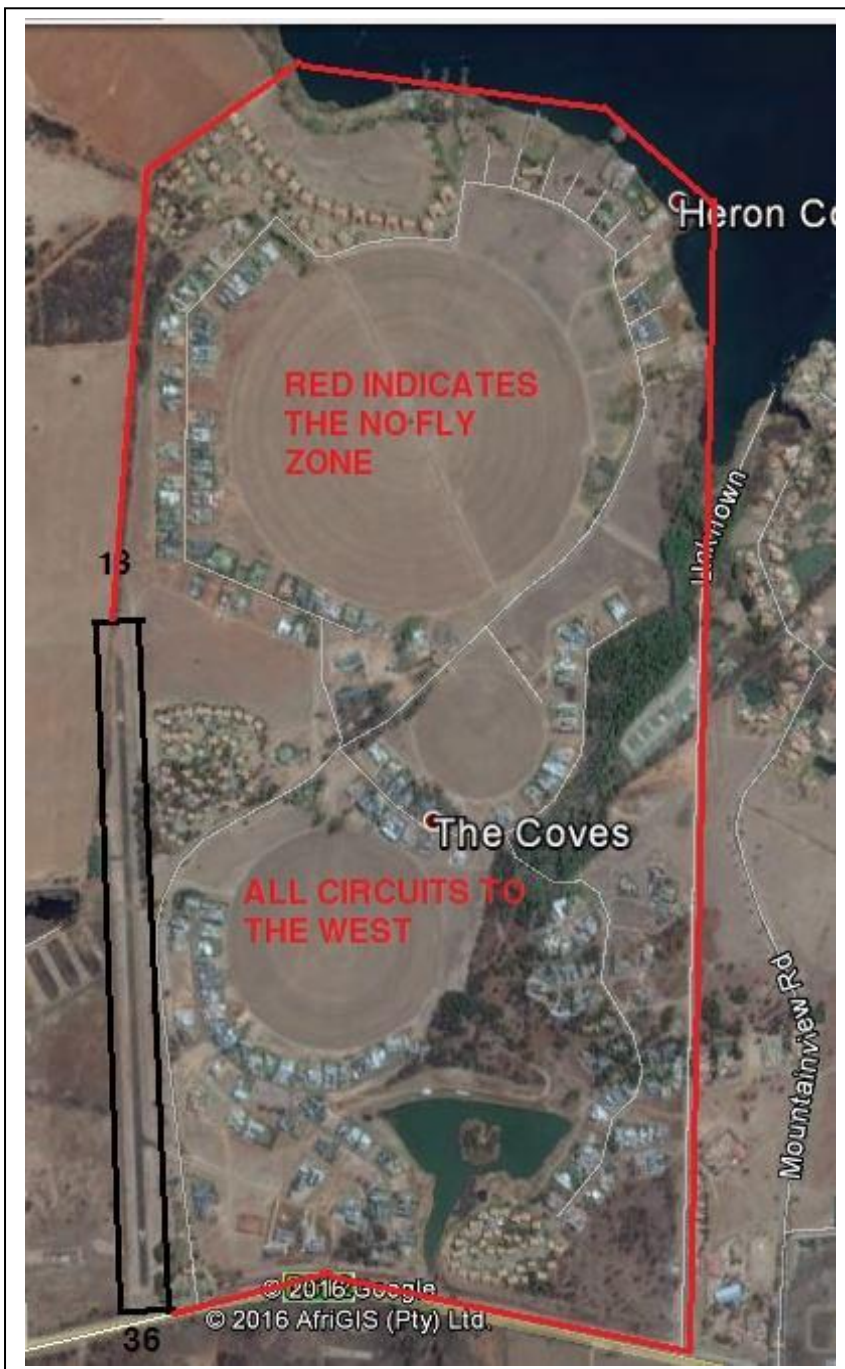 Heron Co
RED INDICATES
THE NO FLY
ZONE
Unknown
The Coves
ALL CIRCUITS TO
THE WEST
Mountainview Rd
© 2016 Google
© 2016 AfriGIS (Pty) Ltd.
36